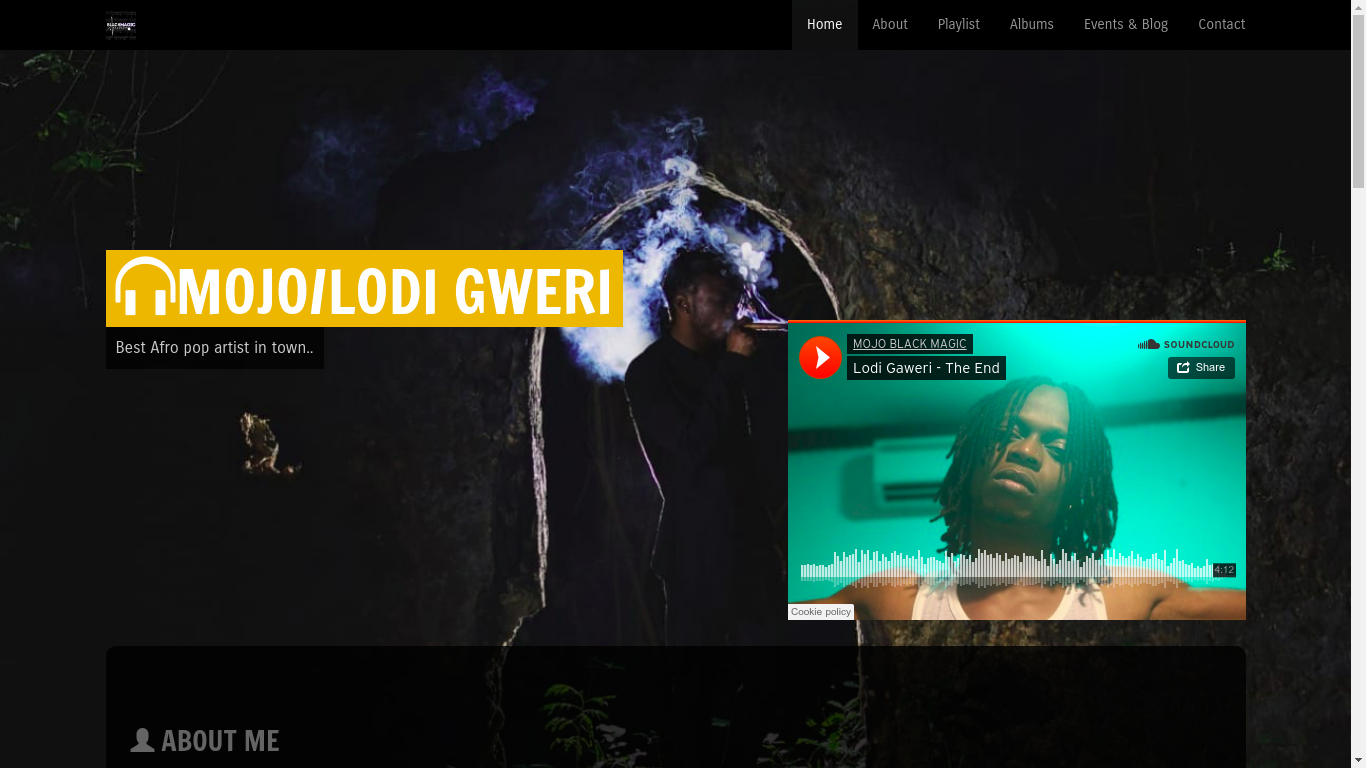 BLACKMAGIC
Home
About
Playlist
Albums
Events & Blog
Contact
MOJO/LODI GWERI
Best Afro pop artist in town..
MOJO BLACK MAGIC
Lodi Gaweri - The End
SOUNDCLOUD
Share
4:12
Cookie policy
ABOUT ME